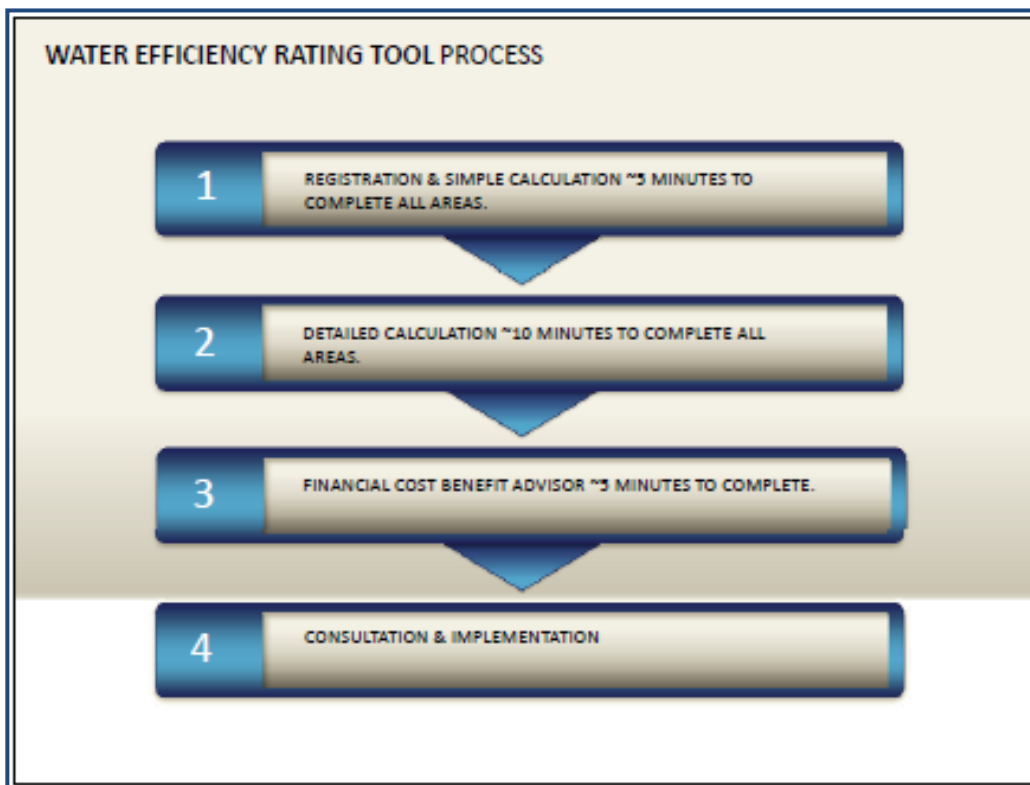 WATER EFFICIENCY RATING TOOL PROCESS
1
REGISTRATION & SIMPLE CALCULATION ~5 MINUTES TO
COMPLETE ALL AREAS.
2
DETAILED CALCULATION ~10 MINUTES TO COMPLETE ALL
AREAS.
3
FINANCIAL COST BENEFIT ADVISOR ~5 MINUTES TO COMPLETE.
4
CONSULTATION & IMPLEMENTATION